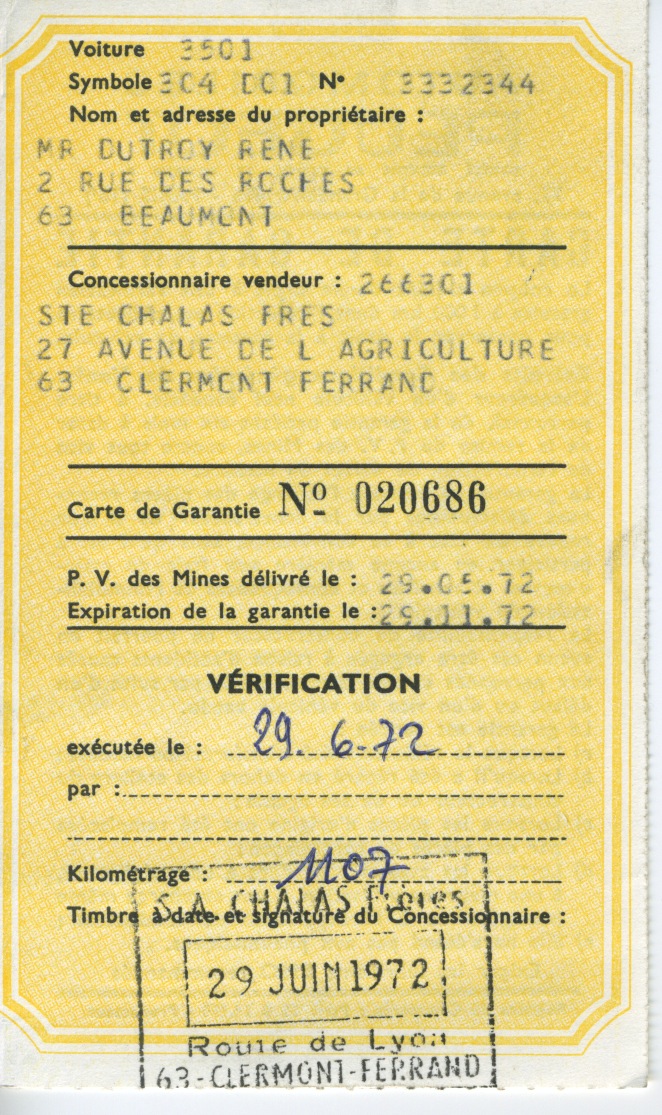 Voiture 3501
Symbole 304 DC1 N° 3332344
Nom et adresse du propriétaire :
MR DUTROY RENE
2 RUE DES ROCHES
63 BEAUMONT
Concessionnaire vendeur : 266301
STE CHALAS FRES
27 AVENUE DE L AGRICULTURE
63 CLERMONT FERRAND
Carte de Garantie Nº 020686
P. V. des Mines délivré le : 29.05.72
Expiration de la garantie le : 29.11.72
VÉRIFICATION
exécutée le : 29. 6-72
par :
Kilométrage : 1107
S.A. CHALAS Frères
Timbre à date et signature du Concessionnaire :
29 JUIN 1972
Route de Lyon
63-CLERMONT-FERRAND